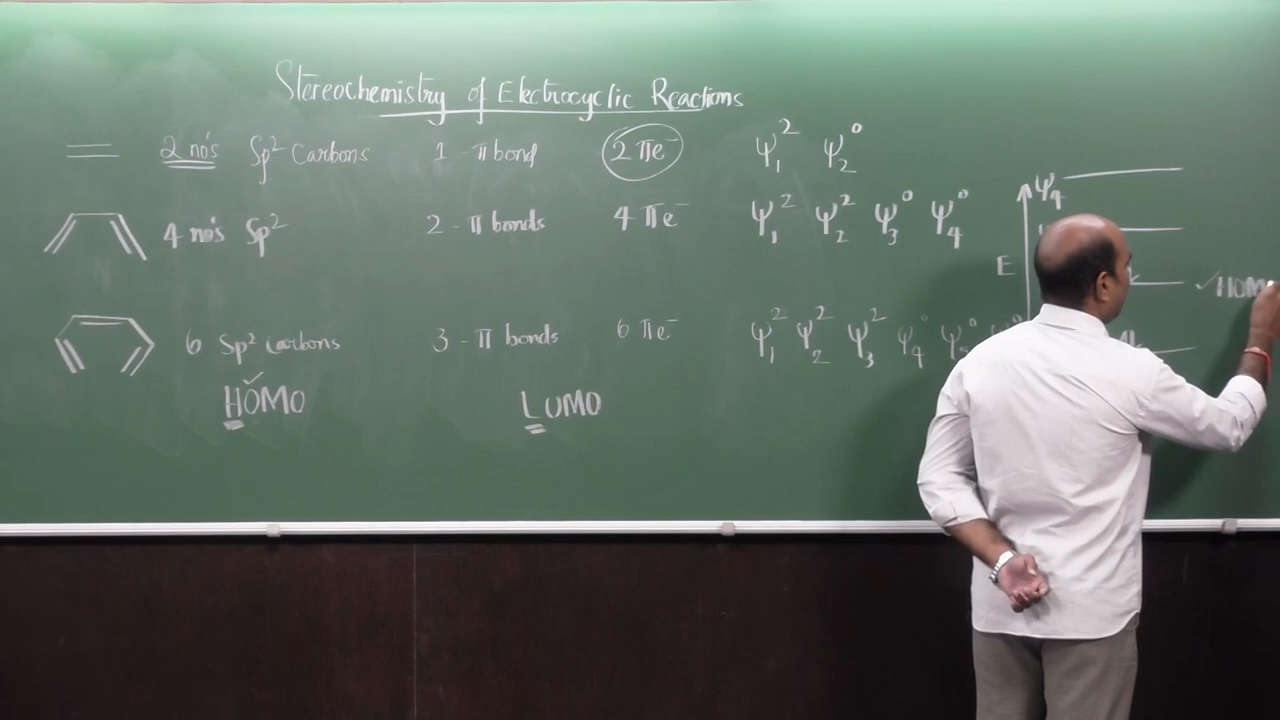 Stereochemistry of Electrocyclic Reactions
2 no's Sp² Carbons 1 - π bond 2 πe⁻ ψ₁² ψ₂⁰
4 no's Sp² 2 - π bonds 4 πe⁻ ψ₁² ψ₂² ψ₃⁰ ψ₄⁰
6 Sp² carbons 3 - π bonds 6 πe⁻ ψ₁² ψ₂² ψ₃² ψ₄⁰ ψ₅⁰
HOMO LUMO
ψ₄
E
✓HOMO